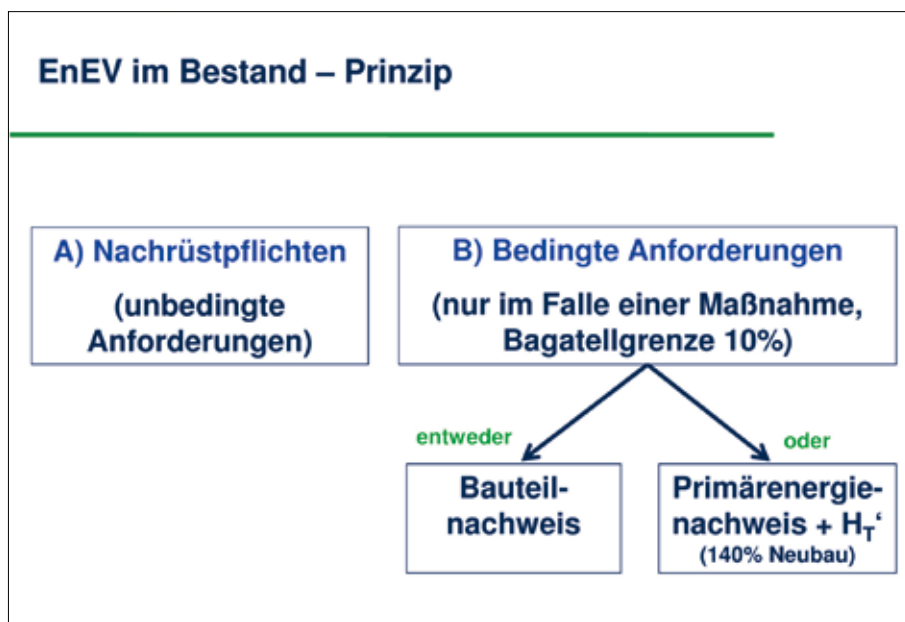 EnEV im Bestand – Prinzip
A) Nachrüstpflichten
(unbedingte
Anforderungen)
B) Bedingte Anforderungen
(nur im Falle einer Maßnahme,
Bagatellgrenze 10%)
entweder
oder
Bauteil-
nachweis
Primärenergie-
nachweis + H_T‘
(140% Neubau)